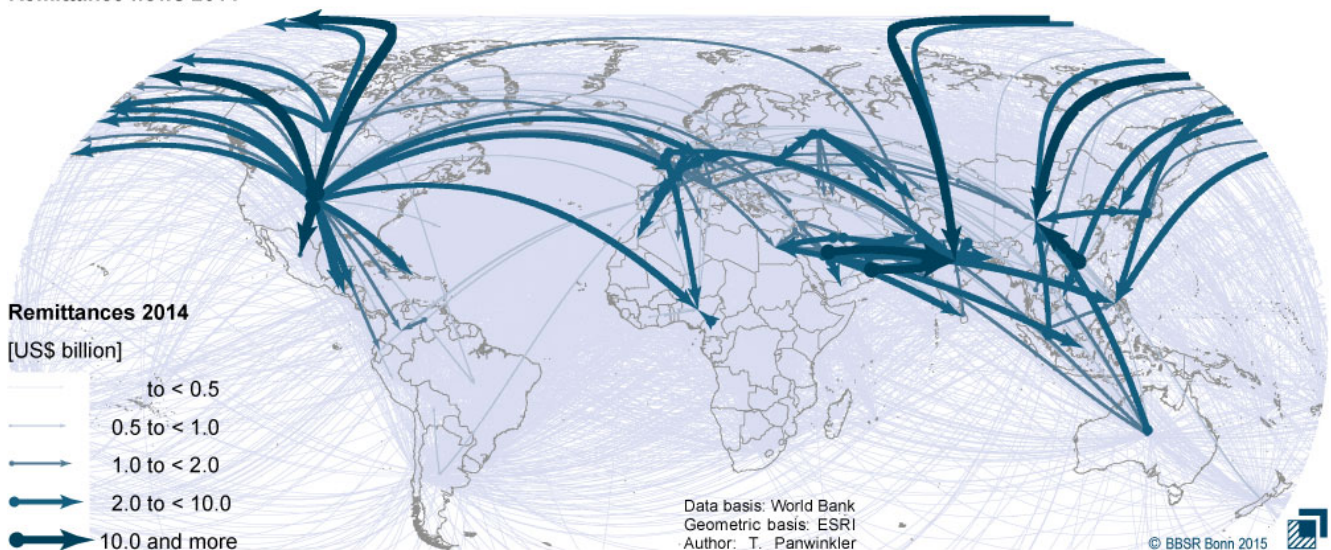 Remittances 2014
[US$ billion]
to < 0.5
0.5 to < 1.0
1.0 to < 2.0
2.0 to < 10.0
10.0 and more
Data basis: World Bank
Geometric basis: ESRI
Author: T. Panwinkler
© BBSR Bonn 2015